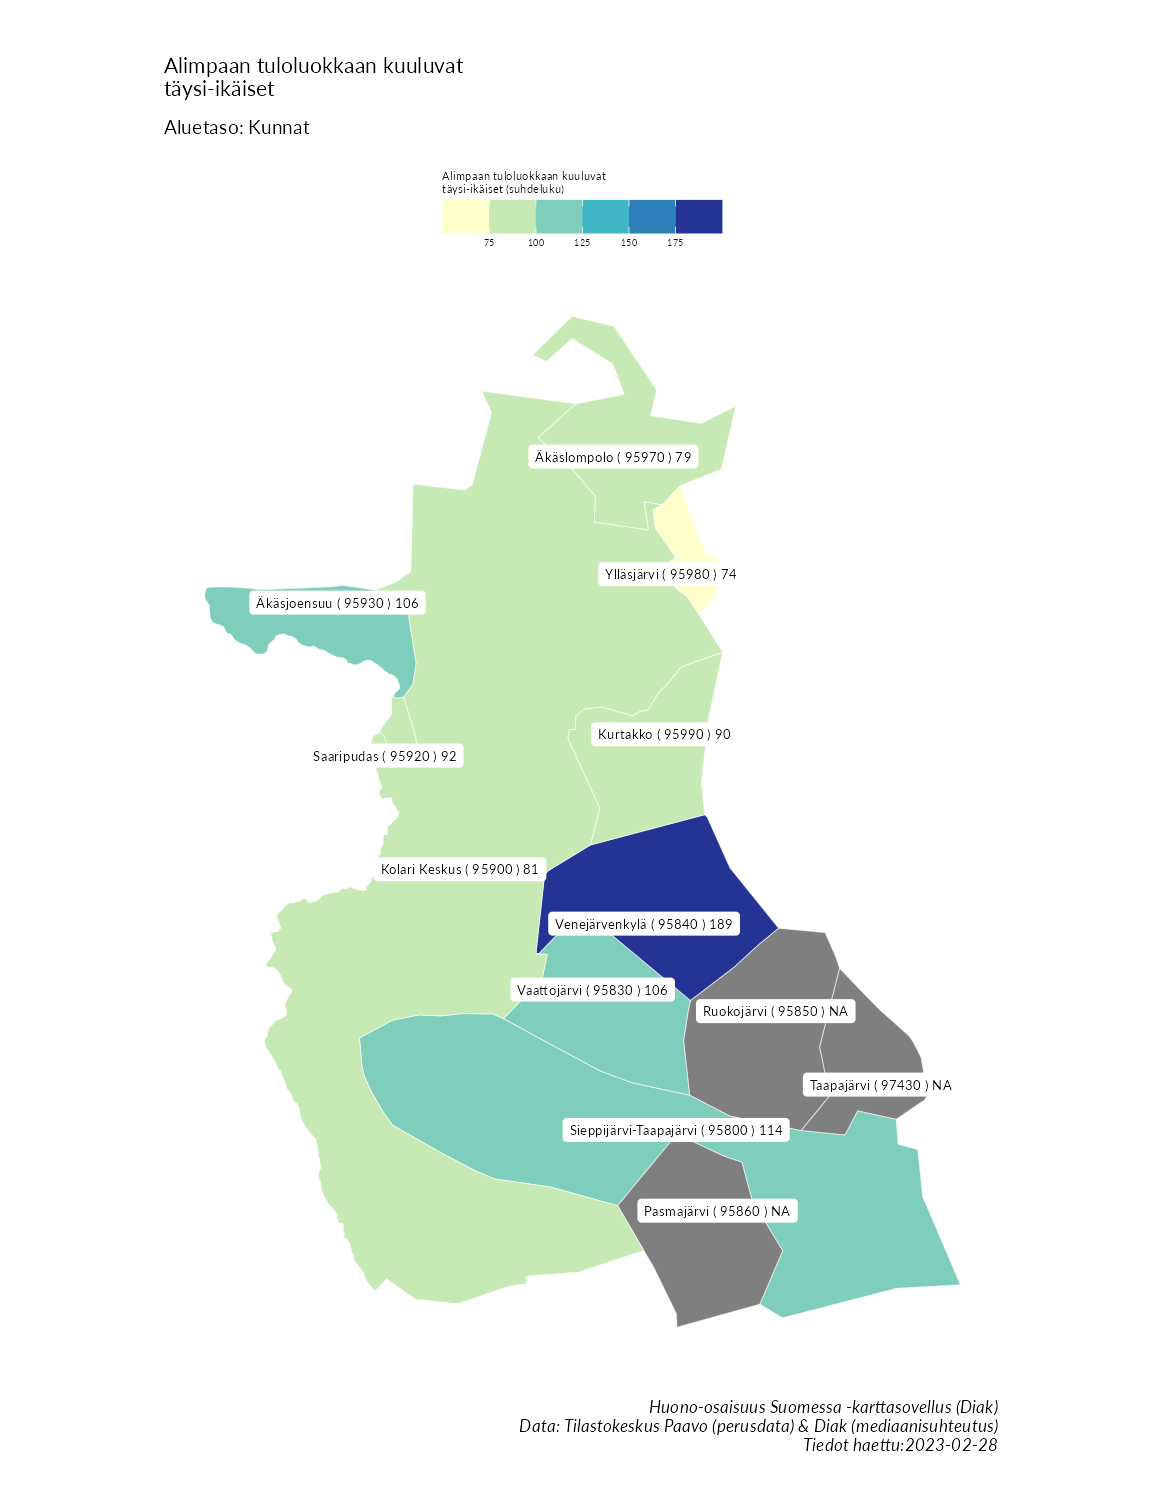 Alimpaan tuloluokkaan kuuluvat
täysi-ikäiset
Aluetaso: Kunnat
Alimpaan tuloluokkaan kuuluvat
täysi-ikäiset (suhdeluku)
75 100 125 150 175
Äkäslompolo ( 95970 ) 79
Ylläsjärvi ( 95980 ) 74
Äkäsjoensuu ( 95930 ) 106
Kurtakko ( 95990 ) 90
Saaripudas ( 95920 ) 92
Kolari Keskus ( 95900 ) 81
Venejärvenkylä ( 95840 ) 189
Vaattojärvi ( 95830 ) 106
Ruokojärvi ( 95850 ) NA
Taapajärvi ( 97430 ) NA
Sieppijärvi-Taapajärvi ( 95800 ) 114
Pasmajärvi ( 95860 ) NA
Huono-osaisuus Suomessa -karttasovellus (Diak)
Data: Tilastokeskus Paavo (perusdata) & Diak (mediaanisuhteutus)
Tiedot haettu:2023-02-28